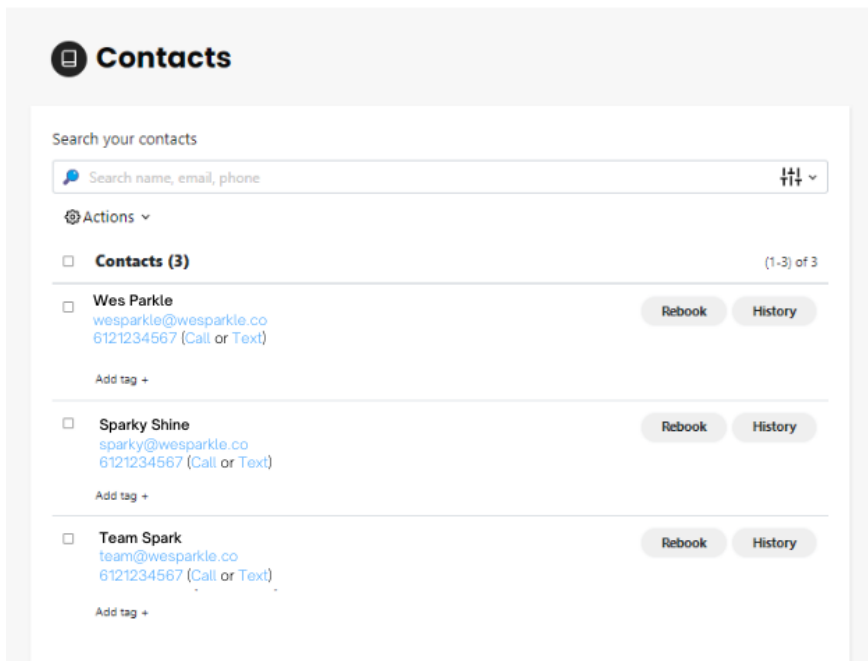 Contacts
Search your contacts
Search name, email, phone
Actions
Contacts (3)
(1-3) of 3
Wes Parkle
Rebook
History
wesparkle@wesparkle.co
6121234567 (Call or Text)
Add tag +
Sparky Shine
Rebook
History
sparky@wesparkle.co
6121234567 (Call or Text)
Add tag +
Team Spark
Rebook
History
team@wesparkle.co
6121234567 (Call or Text)
Add tag +